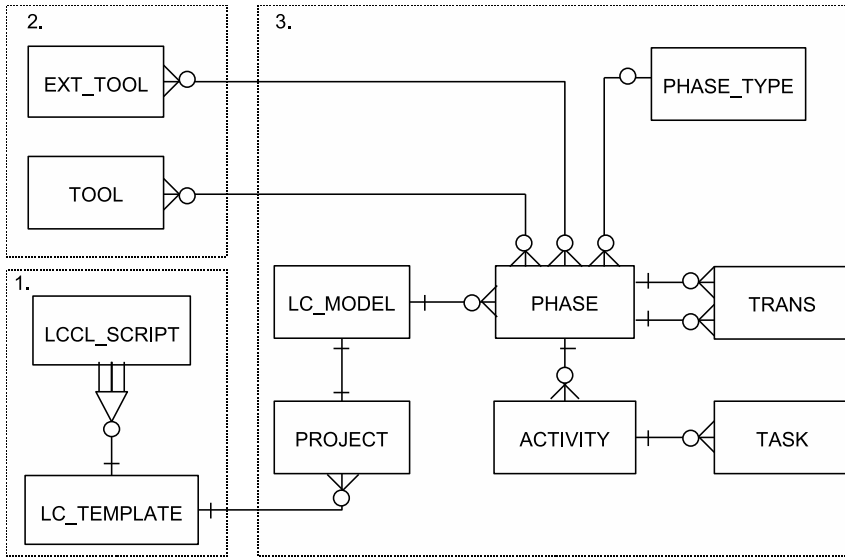 2.
EXT_TOOL
TOOL
1.
LCCL_SCRIPT
LC_TEMPLATE
3.
PHASE_TYPE
LC_MODEL
PHASE
TRANS
PROJECT
ACTIVITY
TASK